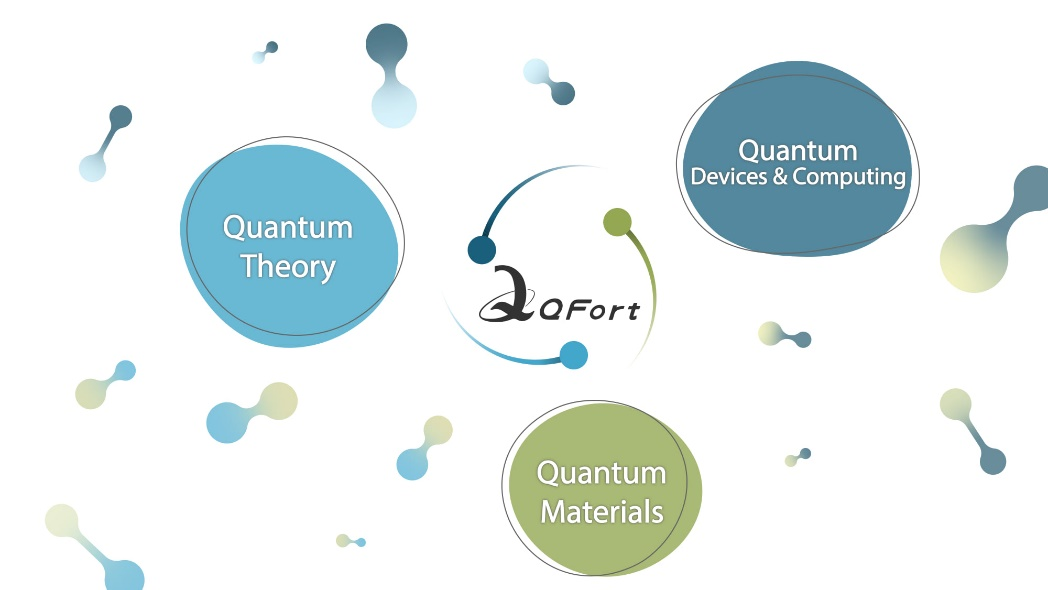 Quantum
Devices & Computing
Quantum
Theory
QFort
Quantum
Materials